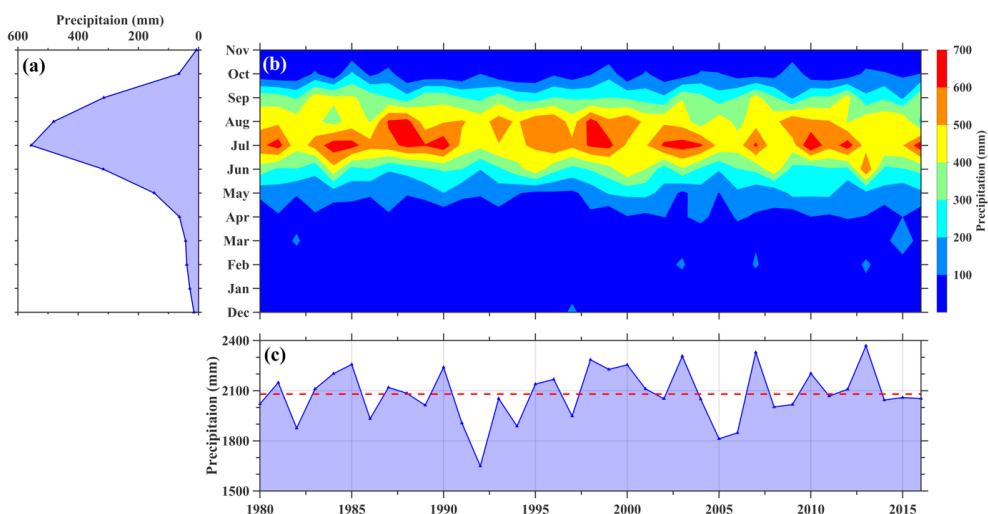 Precipitaion (mm)
600 400 200 0
(a)
(b)
Nov
Oct
Sep
Aug
Jul
Jun
May
Apr
Mar
Feb
Jan
Dec
700
600
500
400
300
200
100
Precipitation (mm)
(c)
2400
2100
1800
1500
Precipitaion (mm)
1980 1985 1990 1995 2000 2005 2010 2015